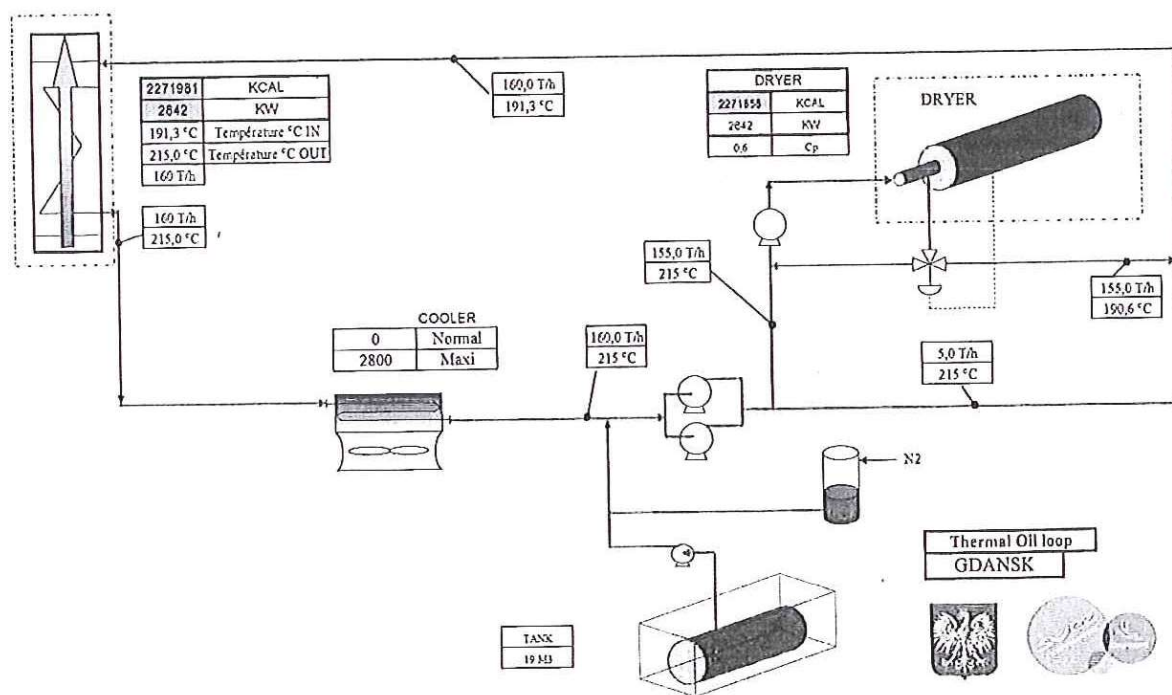 160,0 T/h
191,3 °C
2271981 KCAL
2842 KW
191,3 °C Température °C IN
215,0 °C Température °C OUT
160 T/h
DRYER
2271858 KCAL
2842 KW
0,6 Cp
DRYER
160 T/h
215,0 °C
155,0 T/h
215 °C
155,0 T/h
190,6 °C
COOLER
0 Normal
2800 Maxi
160,0 T/h
215 °C
5,0 T/h
215 °C
N2
Thermal Oil loop
GDANSK
TANK
19 M3